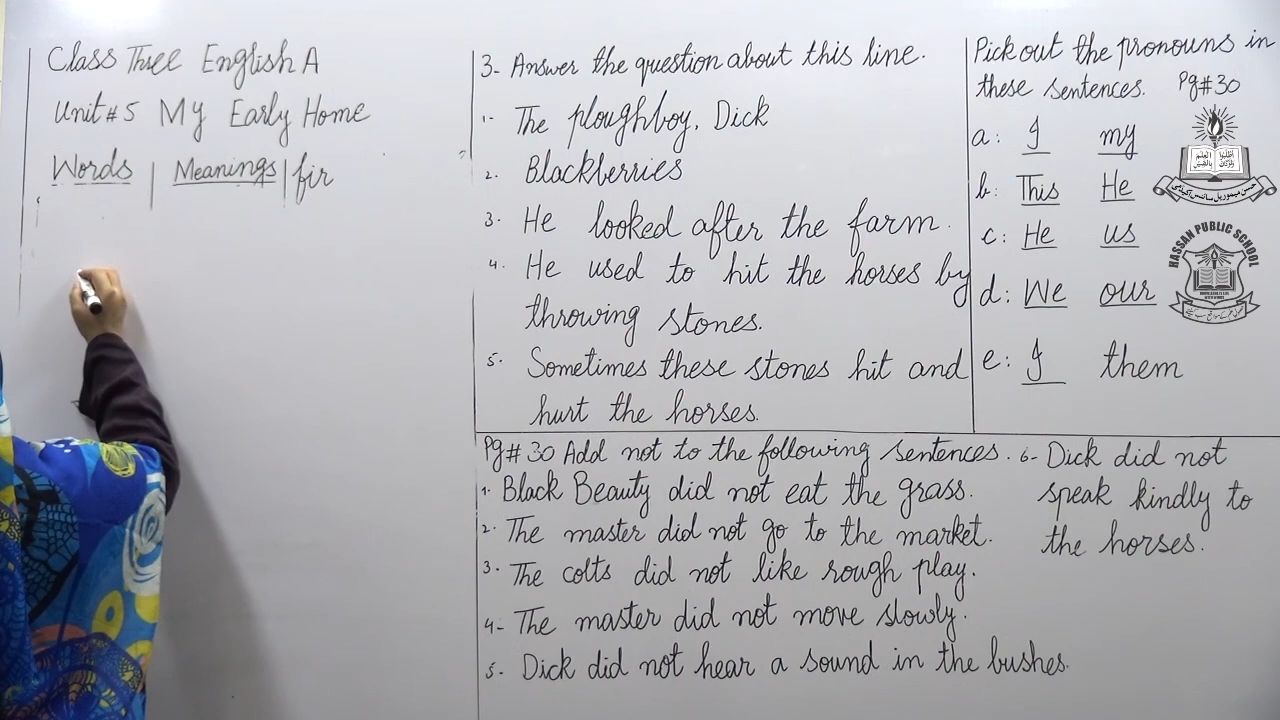 Class Three English A
Unit # 5 My Early Home
Words | Meanings | fir
3- Answer the question about this line.
1- The ploughboy. Dick
2. Blackberries
3. He looked after the farm.
4. He used to hit the horses by
throwing stones.
5. Sometimes these stones hit and
hurt the horses.
Pick out the pronouns in
these sentences. Pg#30
a: I my
b: This He
c: He us
d: We our
e: I them
HASSAN PUBLIC SCHOOL
Pg# 30 Add not to the following sentences.
1. Black Beauty did not eat the grass.
2. The master did not go to the market.
3. The colts did not like rough play.
4- The master did not move slowly.
5- Dick did not hear a sound in the bushes.
6- Dick did not
speak kindly to
the horses.